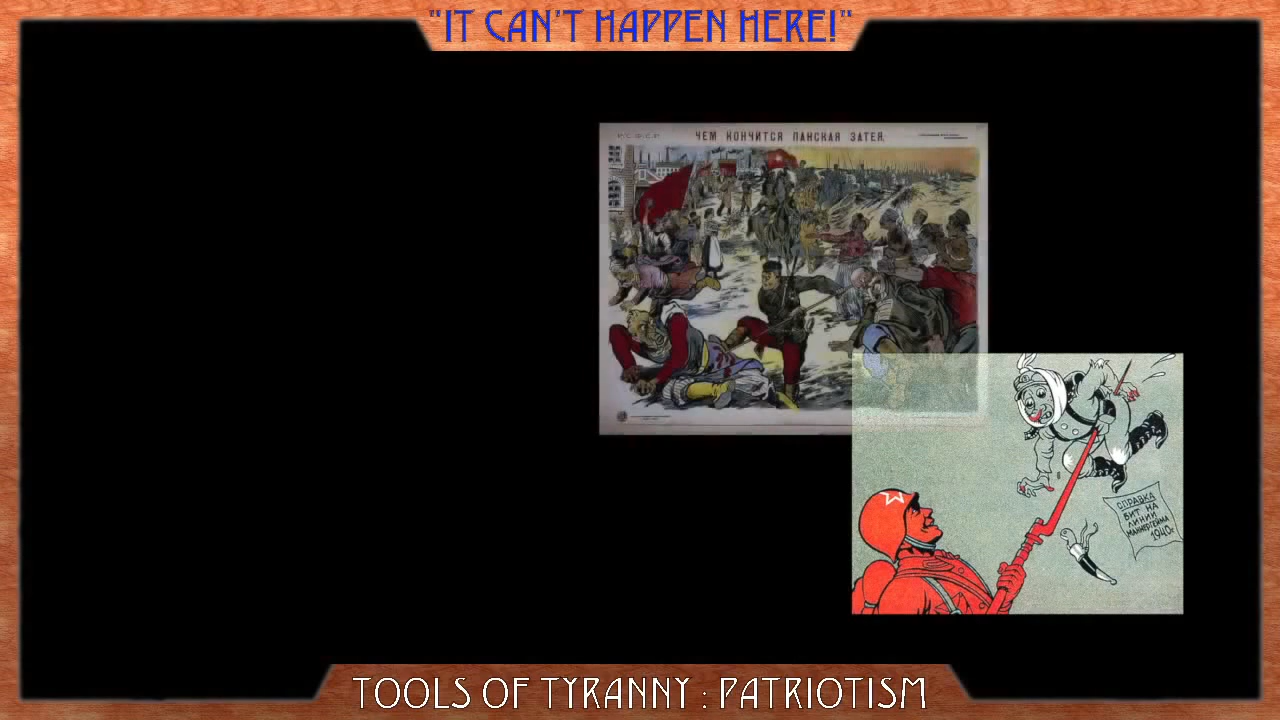 "IT CAN'T HAPPEN HERE!"
Р.С.Ф.С.Р.
ЧЕМ КОНЧИТСЯ ПАНСКАЯ ЗАТЕЯ.
СПРАВКА
БИТ НА
ЛИНИИ
МАННЕРГЕЙМА
1940г.
TOOLS OF TYRANNY : PATRIOTISM